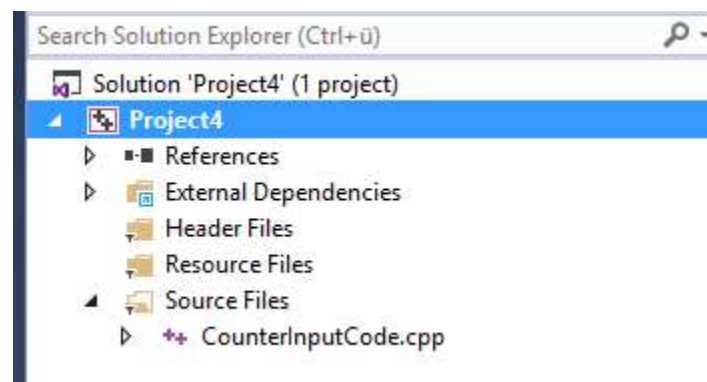 Search Solution Explorer (Ctrl+ü)
Solution 'Project4' (1 project)
Project4
References
External Dependencies
Header Files
Resource Files
Source Files
CounterInputCode.cpp